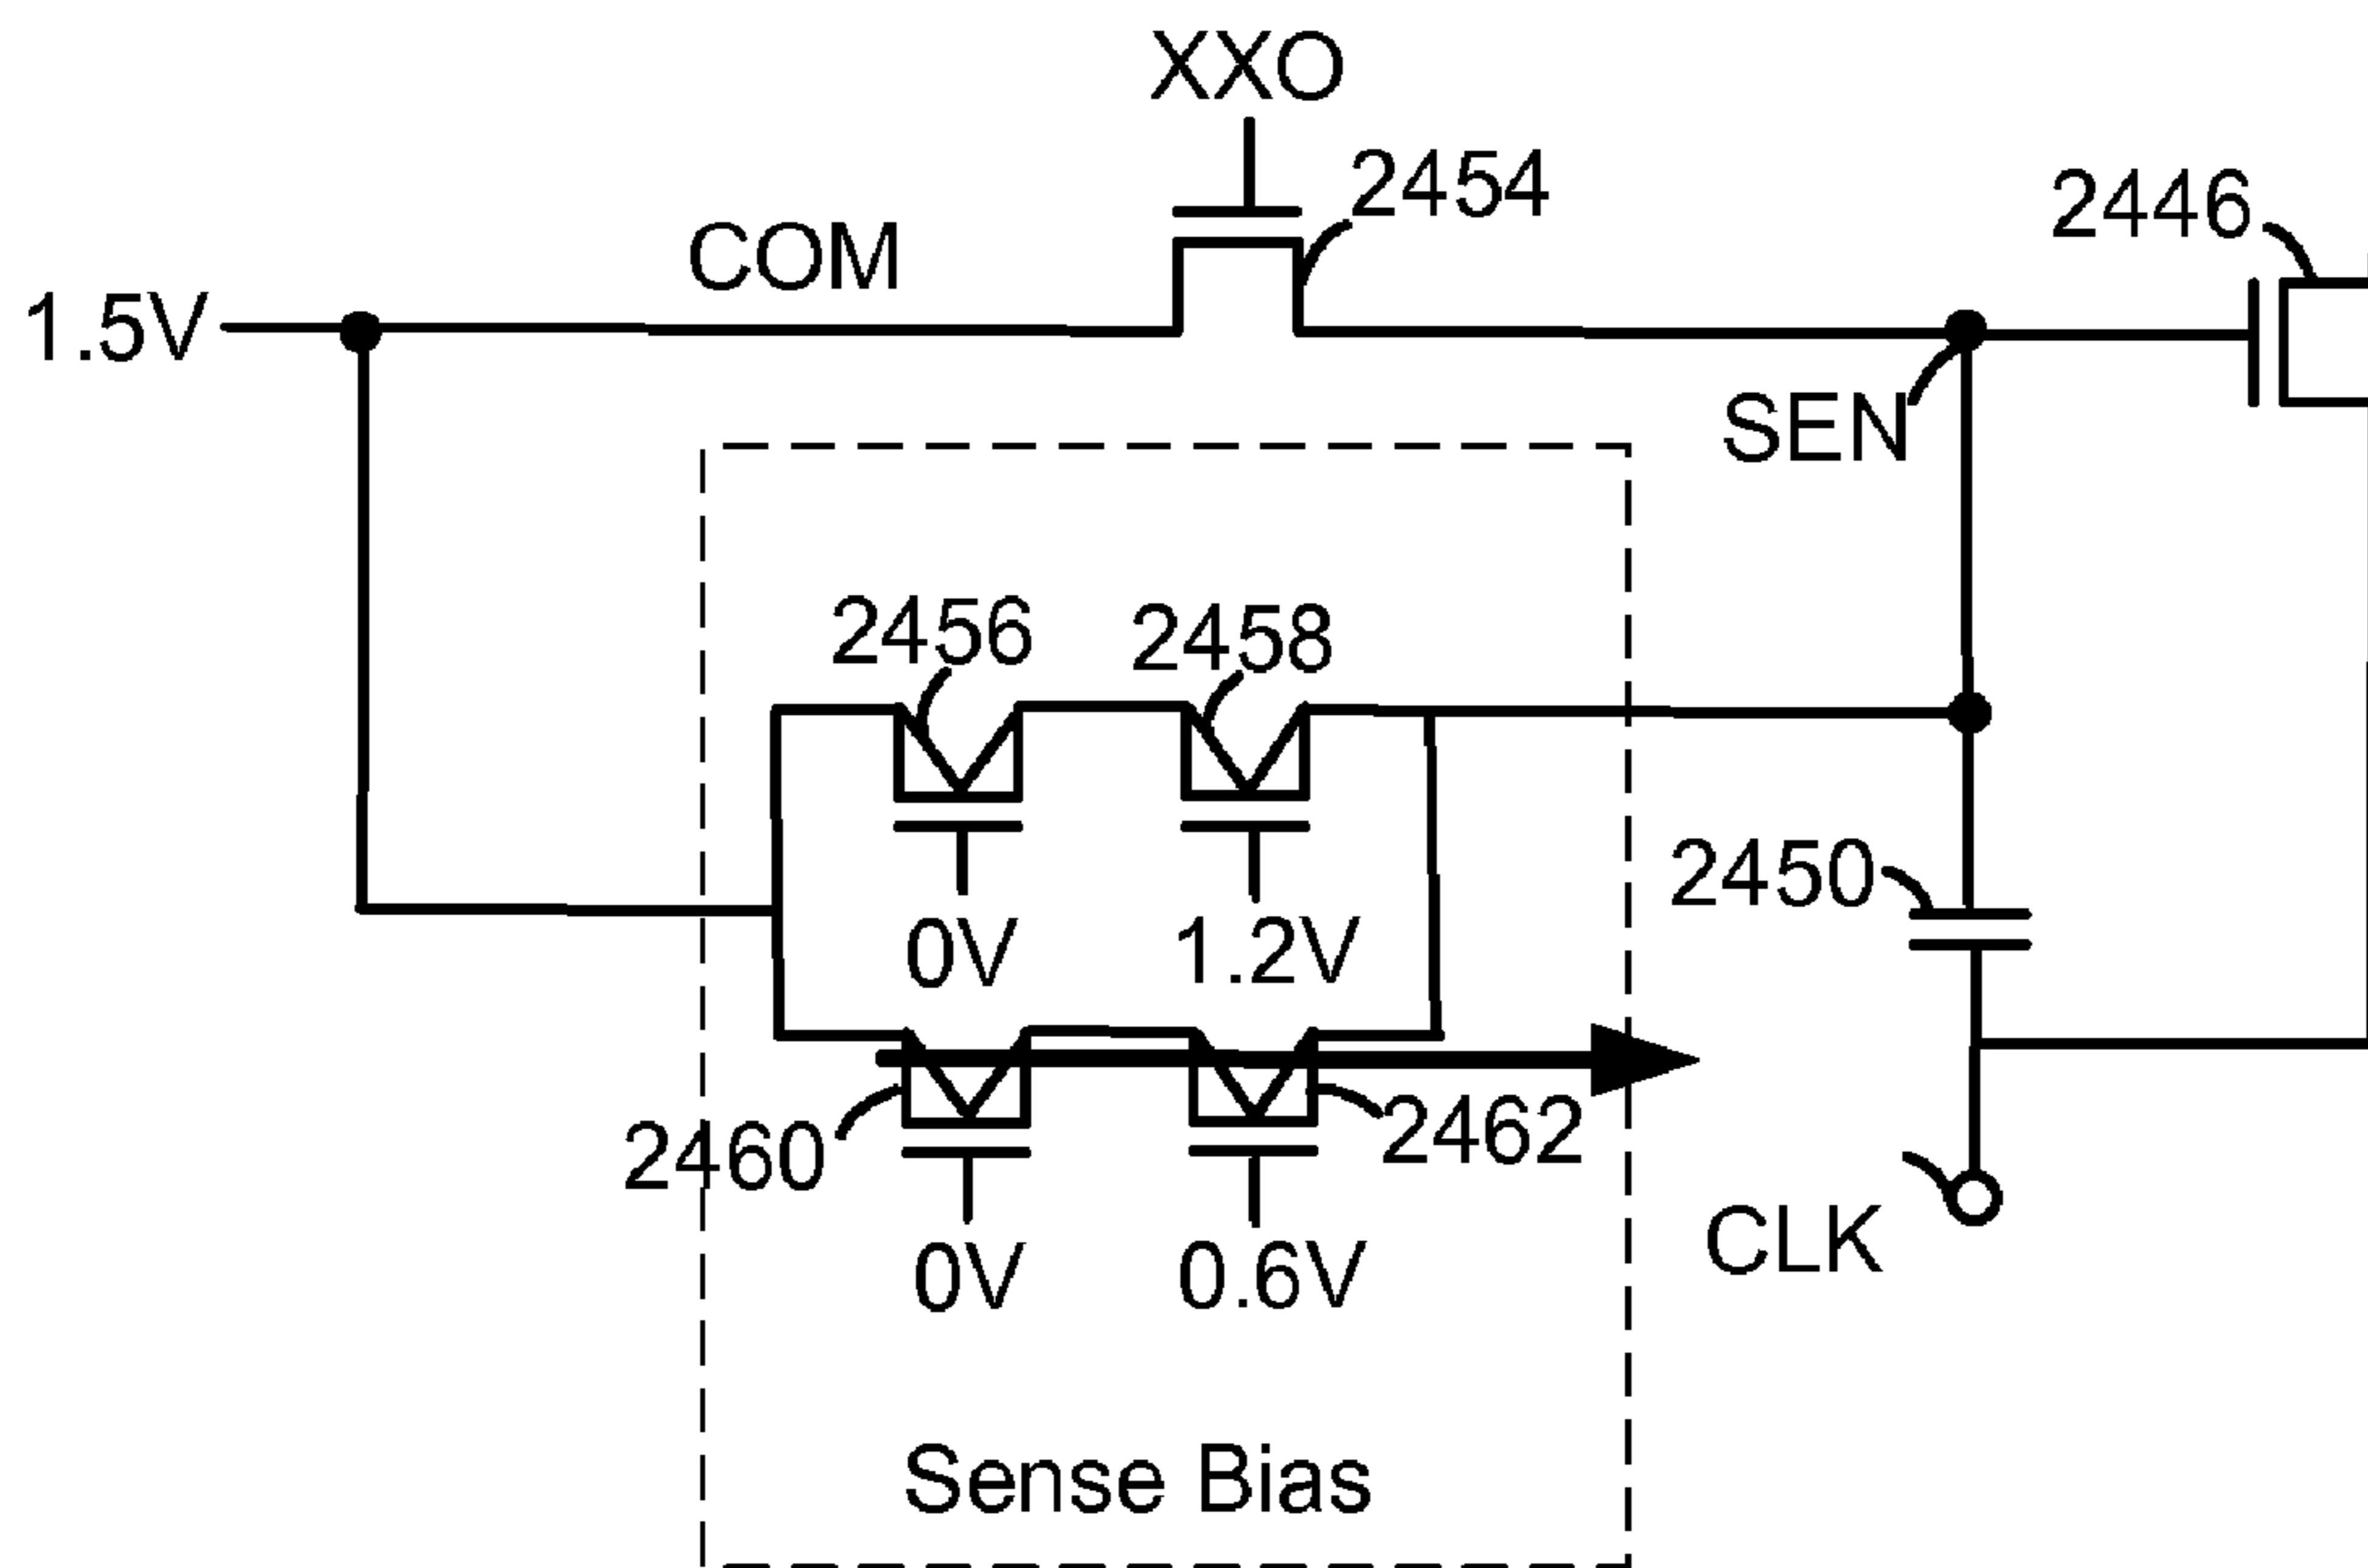 XXO
2454
2446
COM
1.5V
SEN
2456
2458
2450
0V
1.2V
2460
2462
0V
0.6V
CLK
Sense Bias